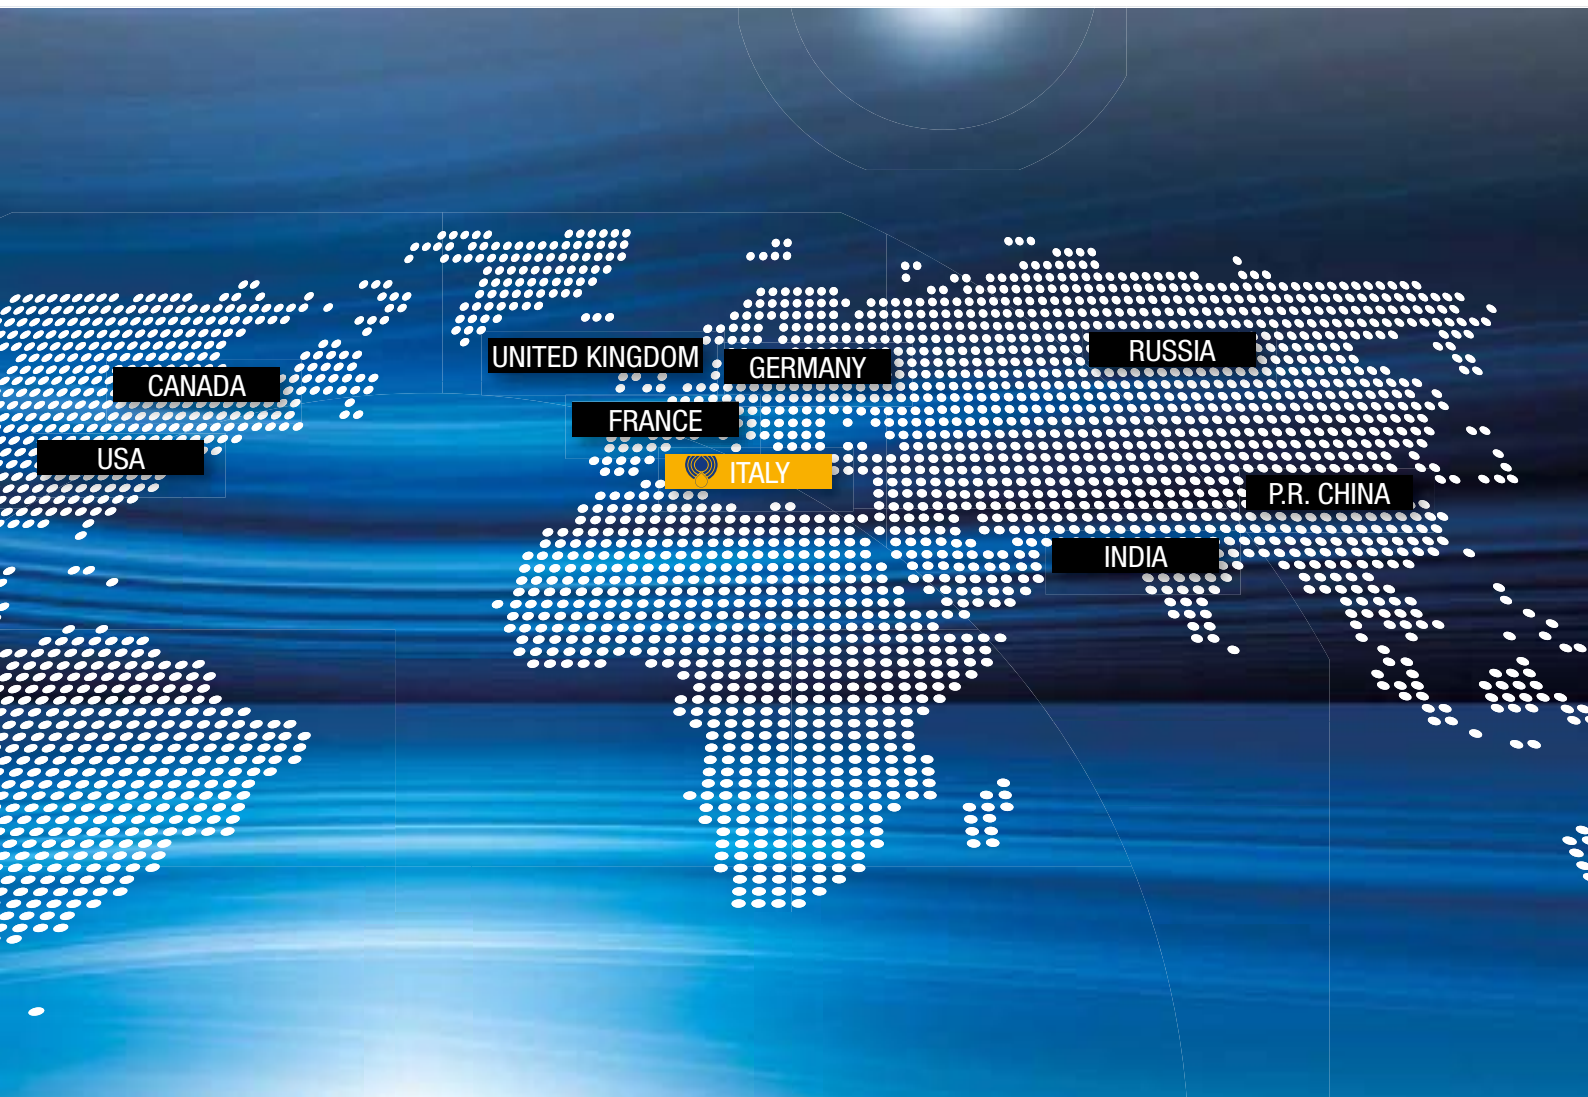 UNITED KINGDOM
GERMANY
RUSSIA
CANADA
FRANCE
USA
ITALY
P.R. CHINA
INDIA